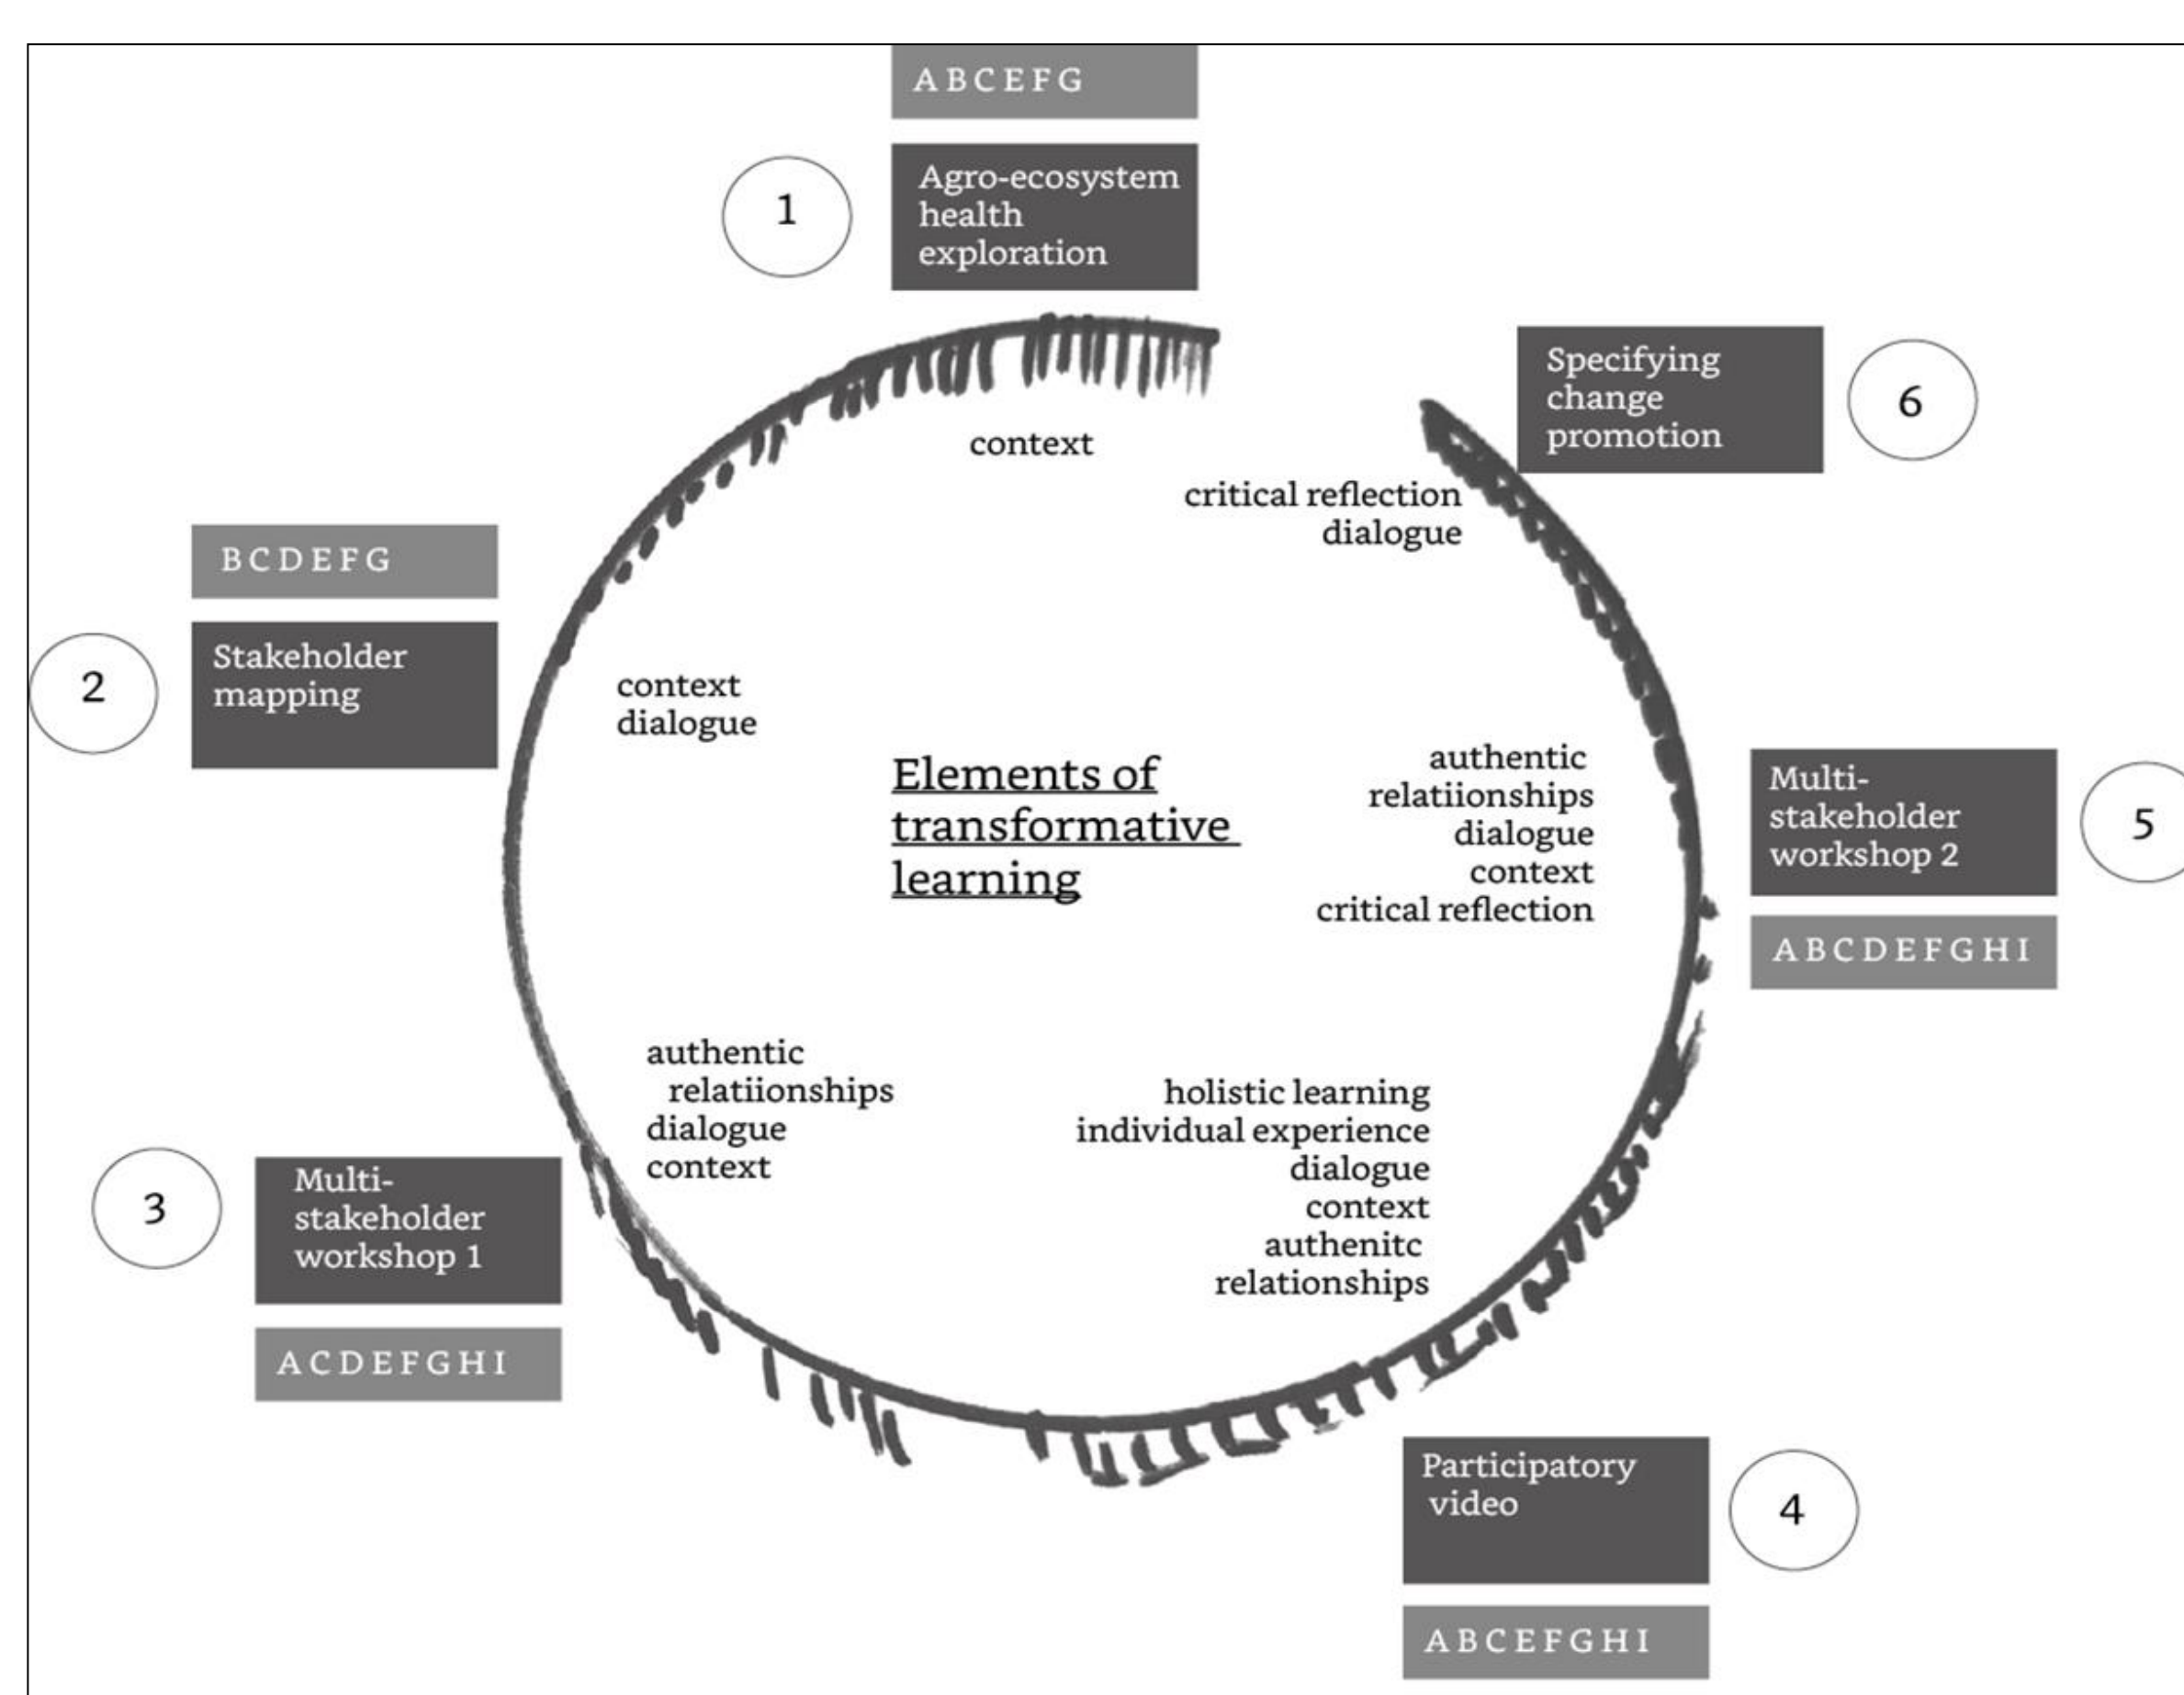 A B C E F G
1
Agro-ecosystem
health
exploration
context
2
B C D E F G
Stakeholder
mapping
context
dialogue
3
Multi-
stakeholder
workshop 1
A C D E F G H I
authentic
relatiionships
dialogue
context
4
Participatory
video
A B C E F G H I
holistic learning
individual experience
dialogue
context
authenitc
relationships
5
Multi-
stakeholder
workshop 2
A B C D E F G H I
authentic
relatiionships
dialogue
context
critical reflection
6
Specifying
change
promotion
critical reflection
dialogue
Elements of
transformative
learning